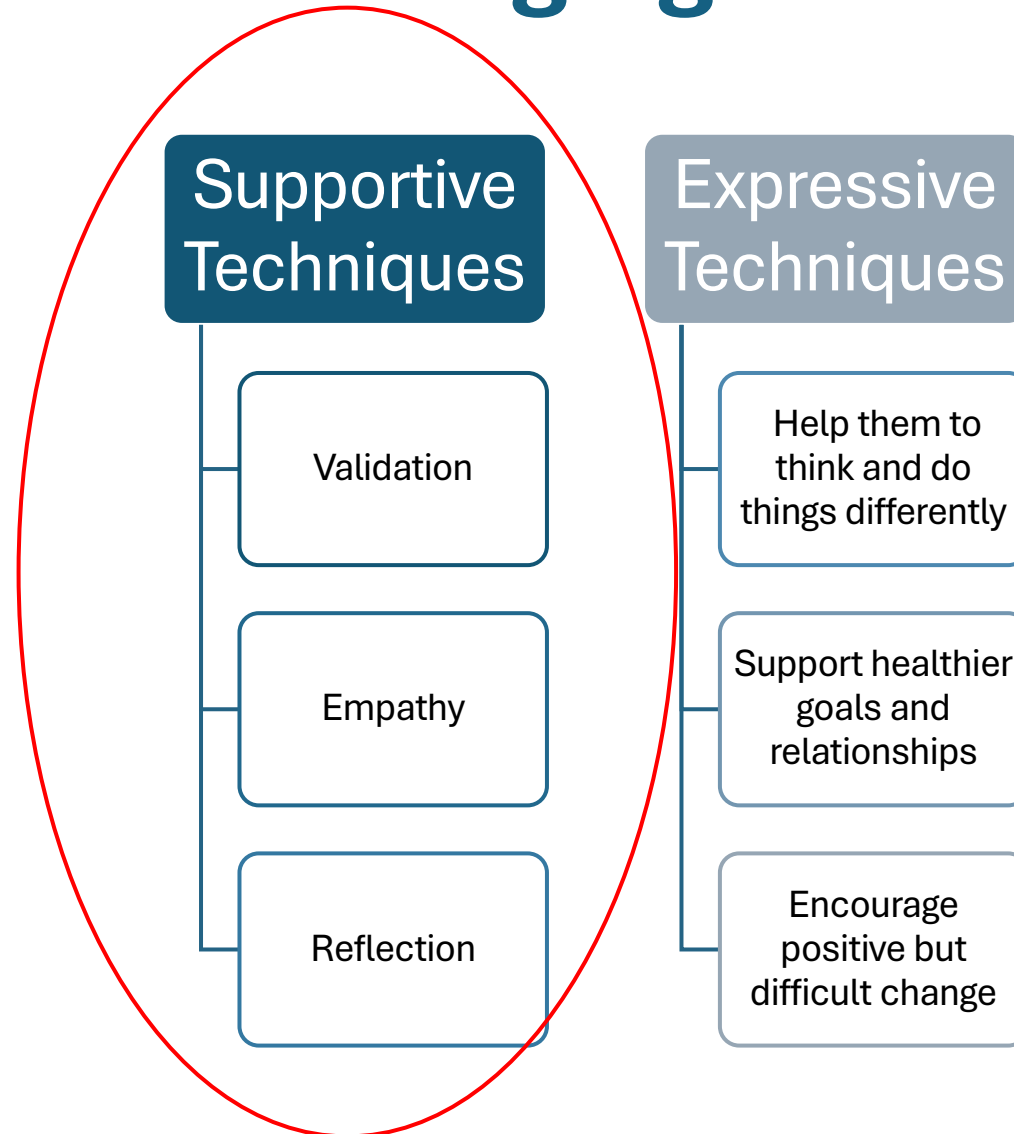 Supportive
Techniques
Validation
Empathy
Reflection
Expressive
Techniques
Help them to
think and do
things differently
Support healthier
goals and
relationships
Encourage
positive but
difficult change